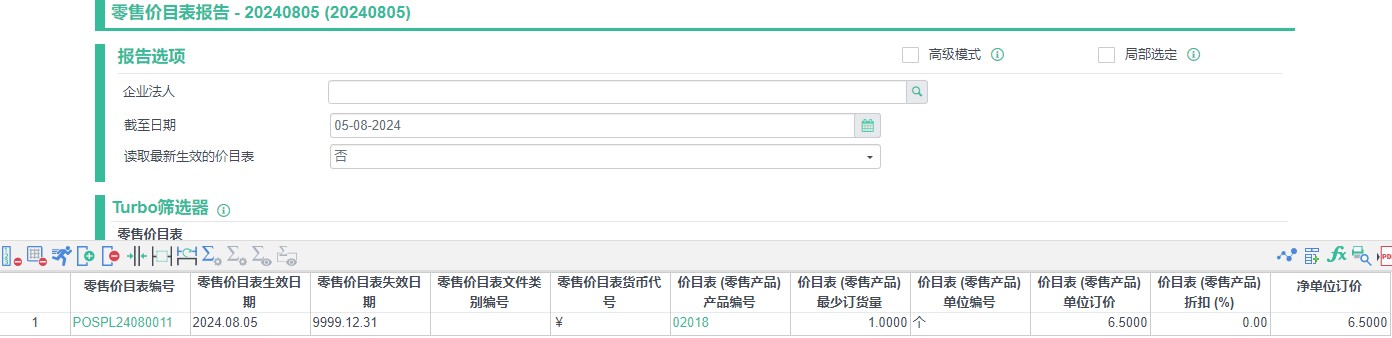 零售价目表报告 - 20240805 (20240805)
报告选项
高级模式
局部选定
企业法人
截至日期
05-08-2024
读取最新生效的价目表
否
Turbo筛选器
零售价目表
零售价目表编号
零售价目表生效日
期
零售价目表失效日
期
零售价目表文件类
别编号
零售价目表货币代
号
价目表 (零售产品)
产品编号
价目表 (零售产品)
最少订货量
价目表 (零售产品)
单位编号
价目表 (零售产品)
单位订价
价目表 (零售产品)
折扣 (%)
净单位订价
1 POSPL24080011 2024.08.05 9999.12.31 ¥ 02018 1.0000 个 6.5000 0.00 6.5000